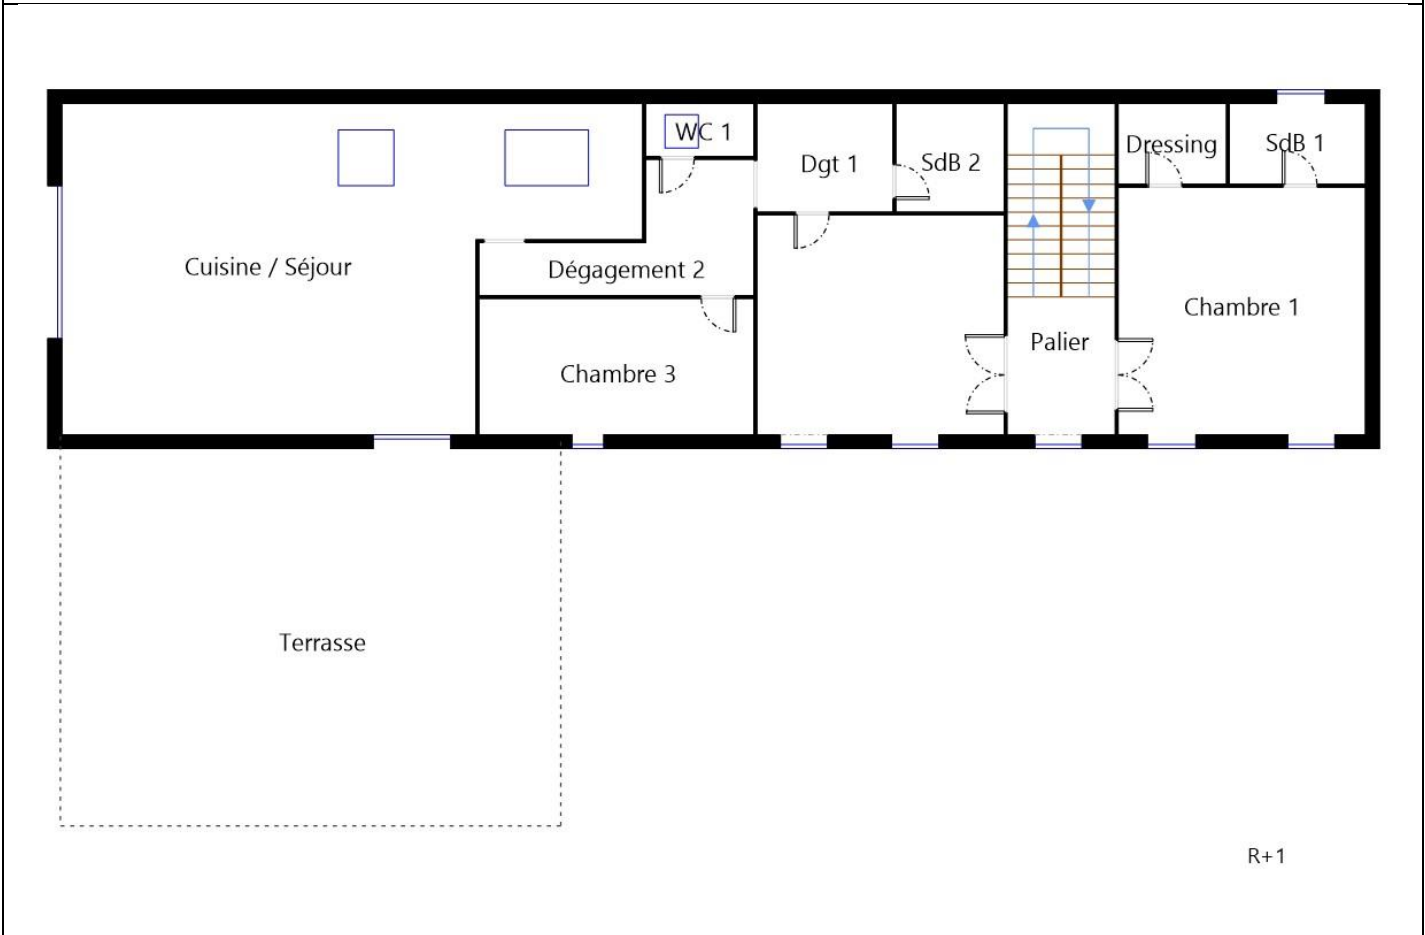 WC 1
Dgt 1
SdB 2
Dressing
SdB 1
Cuisine / Séjour
Dégagement 2
Chambre 1
Palier
Chambre 3
Terrasse
R+1